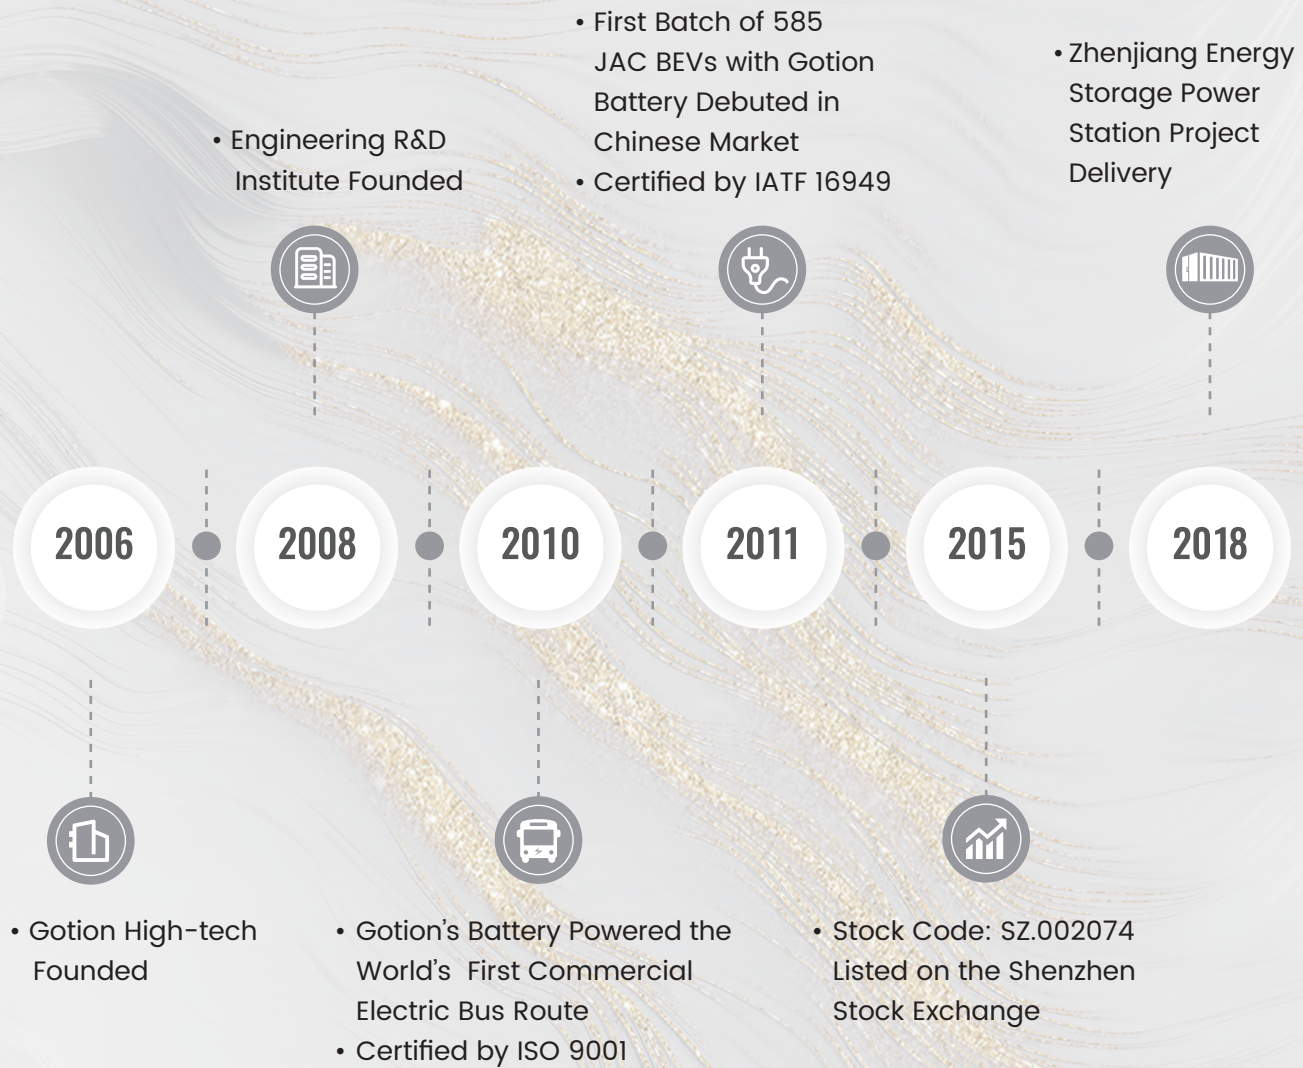 • First Batch of 585
JAC BEVs with Gotion
Battery Debuted in
Chinese Market
• Certified by IATF 16949
• Zhenjiang Energy
Storage Power
Station Project
Delivery
• Engineering R&D
Institute Founded
2006
2008
2010
2011
2015
2018
• Gotion High-tech
Founded
• Gotion's Battery Powered the
World's First Commercial
Electric Bus Route
• Certified by ISO 9001
• Stock Code: SZ.002074
Listed on the Shenzhen
Stock Exchange